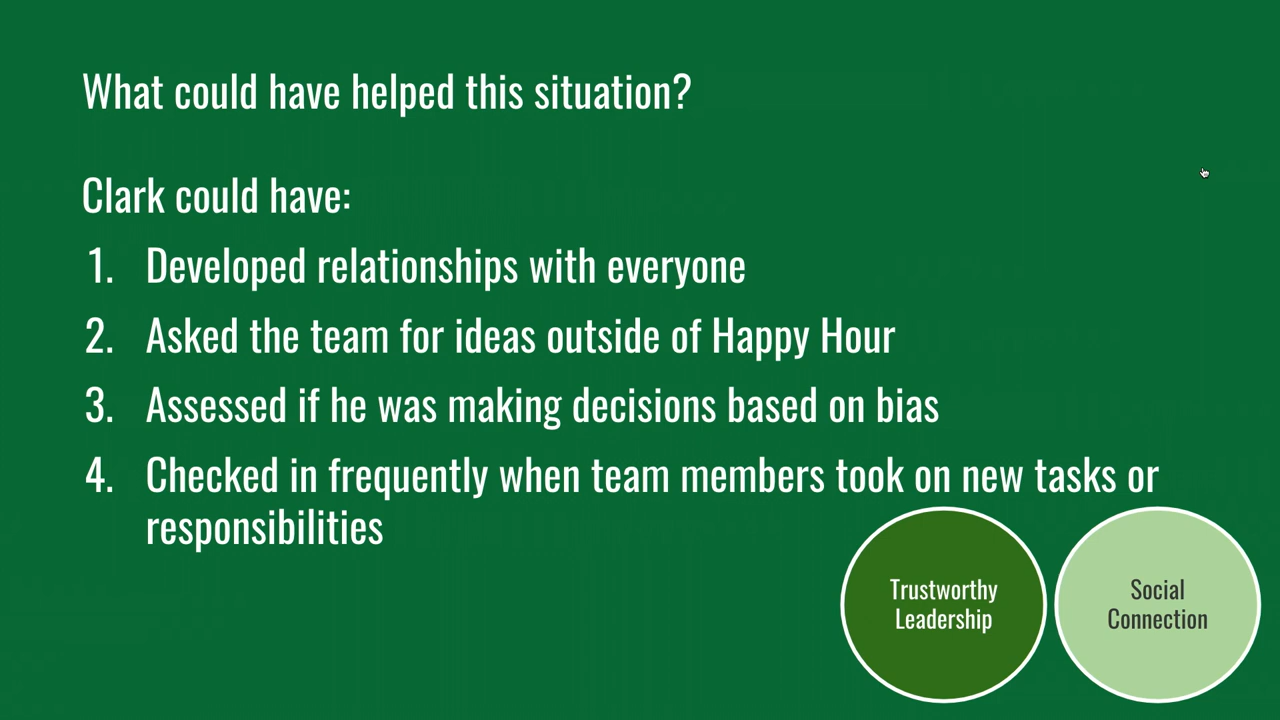 What could have helped this situation?
Clark could have:
1. Developed relationships with everyone
2. Asked the team for ideas outside of Happy Hour
3. Assessed if he was making decisions based on bias
4. Checked in frequently when team members took on new tasks or
responsibilities
Trustworthy
Leadership
Social
Connection